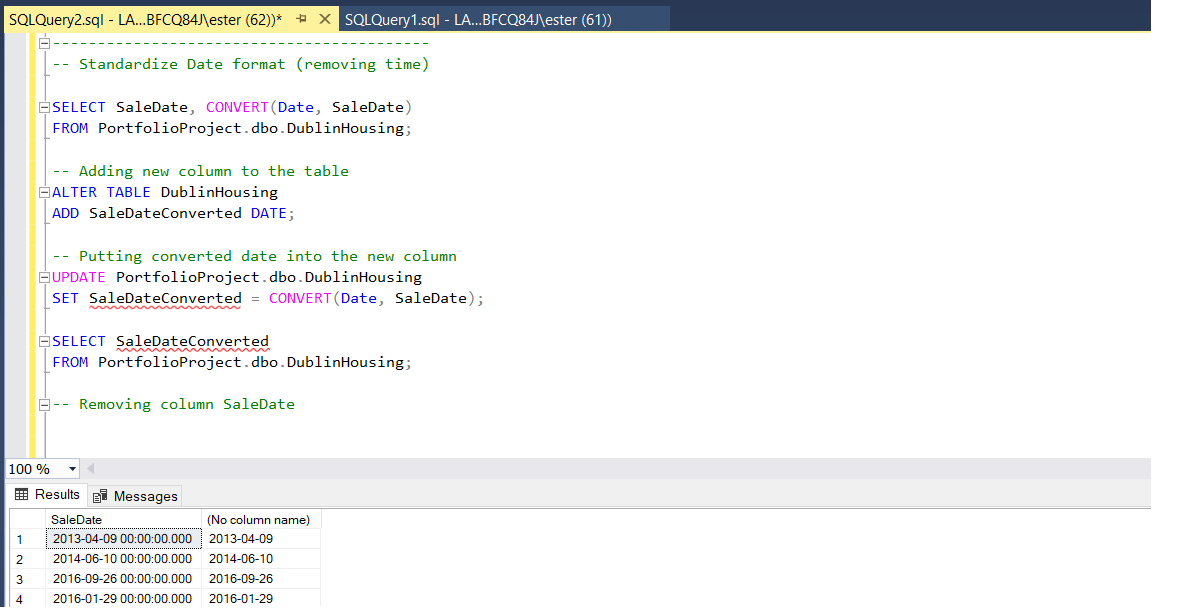 SQLQuery2.sql - LA...BFCQ84J\ester (62))* SQLQuery1.sql - LA...BFCQ84J\ester (61))
------------------------------------------
-- Standardize Date format (removing time)
SELECT SaleDate, CONVERT(Date, SaleDate)
FROM PortfolioProject.dbo.DublinHousing;
-- Adding new column to the table
ALTER TABLE DublinHousing
ADD SaleDateConverted DATE;
-- Putting converted date into the new column
UPDATE PortfolioProject.dbo.DublinHousing
SET SaleDateConverted = CONVERT(Date, SaleDate);
SELECT SaleDateConverted
FROM PortfolioProject.dbo.DublinHousing;
-- Removing column SaleDate
100 %
Results Messages
SaleDate (No column name)
1 2013-04-09 00:00:00.000 2013-04-09
2 2014-06-10 00:00:00.000 2014-06-10
3 2016-09-26 00:00:00.000 2016-09-26
4 2016-01-29 00:00:00.000 2016-01-29